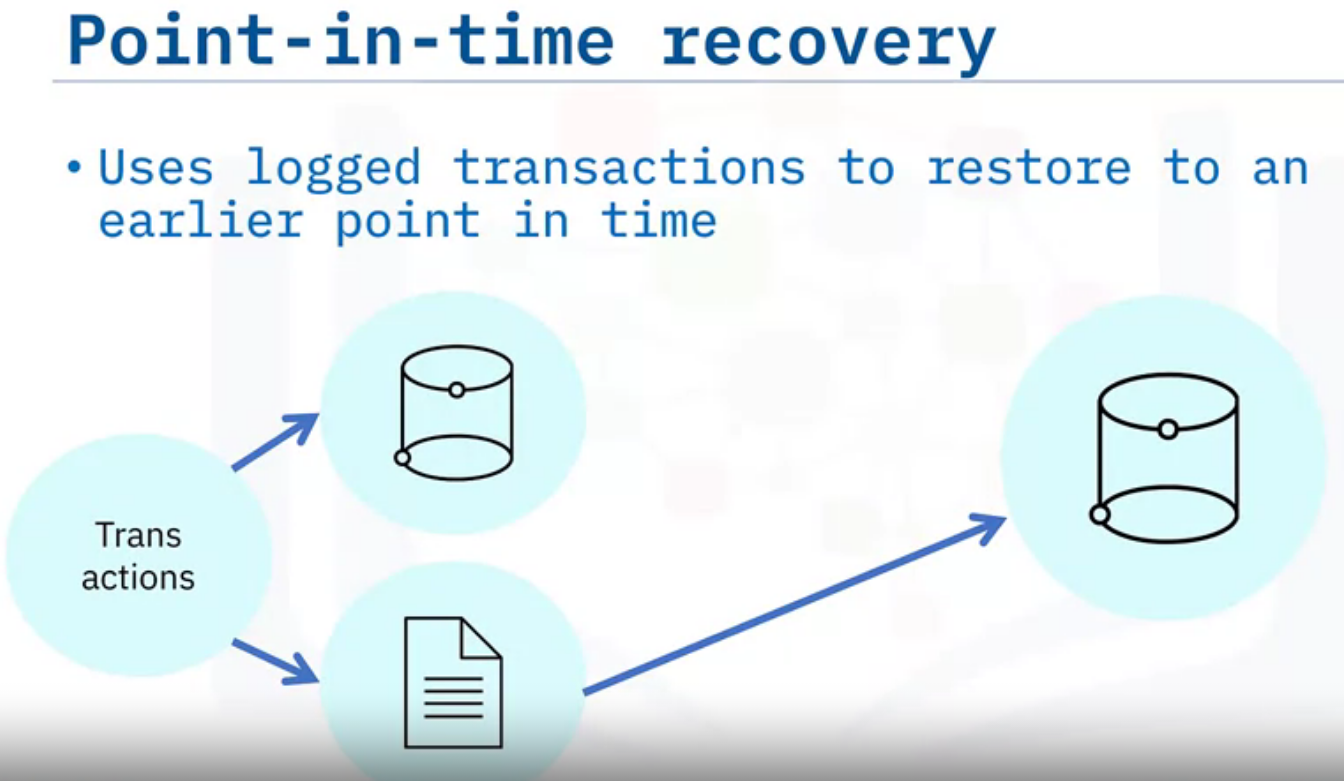 Point-in-time recovery
• Uses logged transactions to restore to an
earlier point in time
Trans
actions